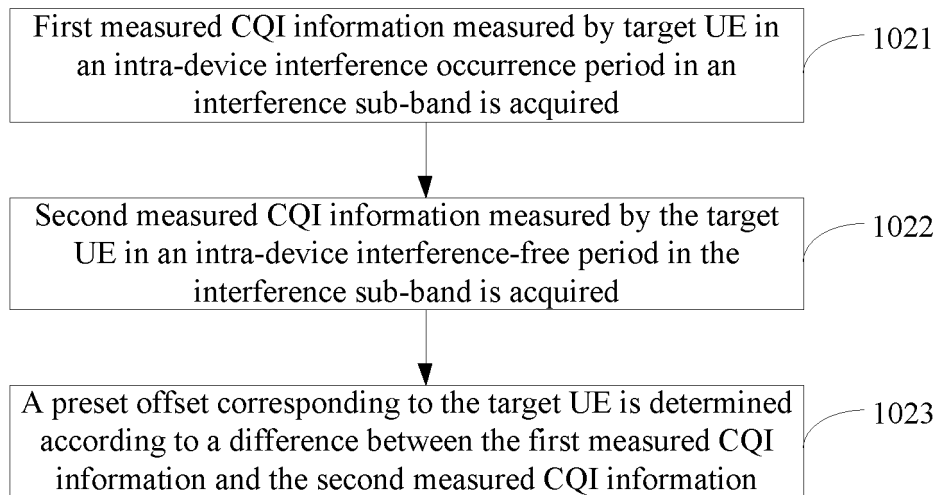 First measured CQI information measured by target UE in
an intra-device interference occurrence period in an
interference sub-band is acquired
1021
Second measured CQI information measured by the target
UE in an intra-device interference-free period in the
interference sub-band is acquired
1022
A preset offset corresponding to the target UE is determined
according to a difference between the first measured CQI
information and the second measured CQI information
1023